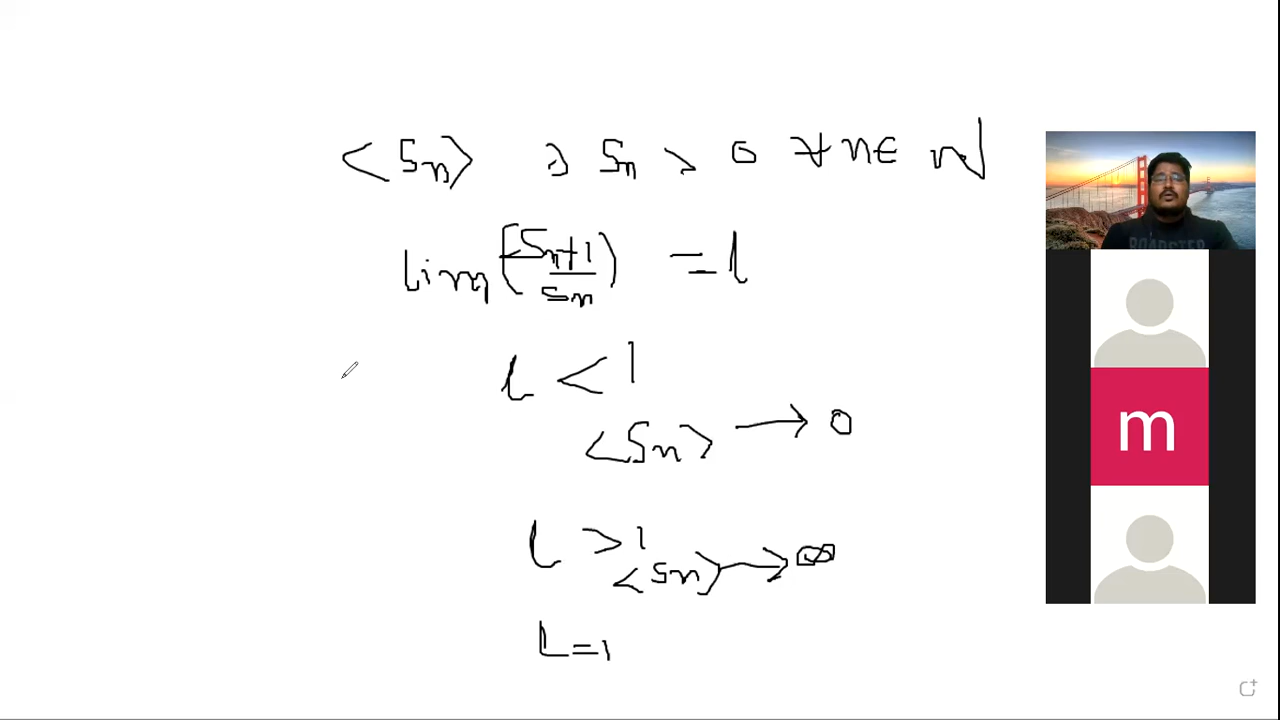 <Sn> ∋ Sn > 0 ∀ n ∈ N
lim (Sn+1/Sn) = l
l < 1
<Sn> → 0
l > 1
<Sn> → ∞
L = 1
m